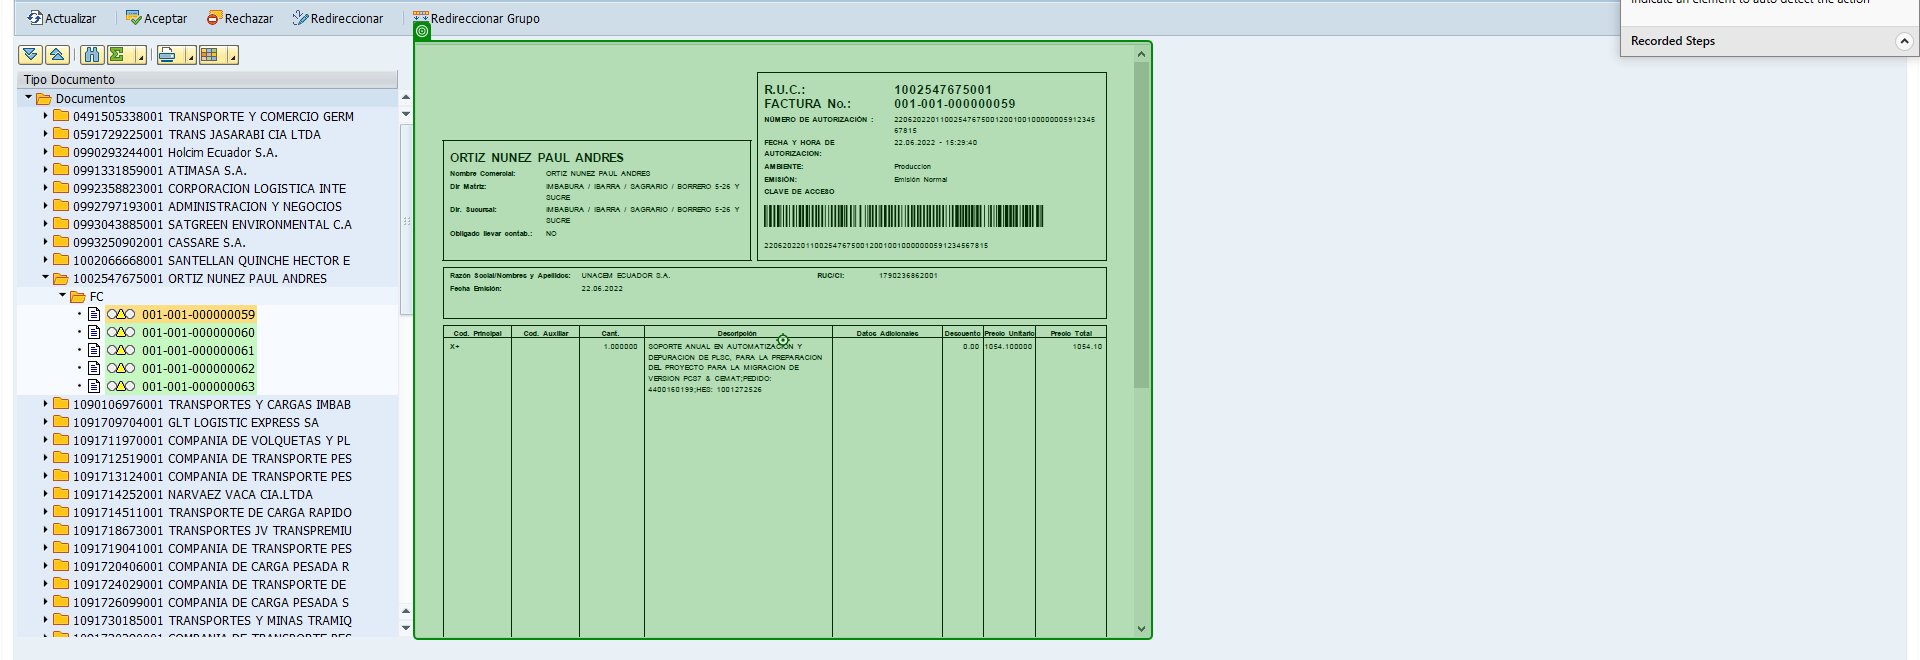 Actualizar
Aceptar
Rechazar
Redireccionar
Redireccionar Grupo
Indicate an element to auto detect the action
Recorded Steps
Tipo Documento
Documentos
0491505338001 TRANSPORTE Y COMERCIO GERM
0591729225001 TRANS JASARABI CIA LTDA
0990293244001 Holcim Ecuador S.A.
0991331859001 ATIMASA S.A.
0992358823001 CORPORACION LOGISTICA INTE
0992797193001 ADMINISTRACION Y NEGOCIOS
0993043885001 SATGREEN ENVIRONMENTAL C.A
0993250902001 CASSARE S.A.
1002066668001 SANTELLAN QUINCHE HECTOR E
1002547675001 ORTIZ NUNEZ PAUL ANDRES
FC
001-001-000000059
001-001-000000060
001-001-000000061
001-001-000000062
001-001-000000063
1090106976001 TRANSPORTES Y CARGAS IMBAB
1091709704001 GLT LOGISTIC EXPRESS SA
1091711970001 COMPANIA DE VOLQUETAS Y PL
1091712519001 COMPANIA DE TRANSPORTE PES
1091713124001 COMPANIA DE TRANSPORTE PES
1091714252001 NARVAEZ VACA CIA.LTDA
1091714511001 TRANSPORTE DE CARGA RAPIDO
1091718673001 TRANSPORTES JV TRANSPREMIU
1091719041001 COMPANIA DE TRANSPORTE PES
1091720406001 COMPANIA DE CARGA PESADA R
1091724029001 COMPANIA DE TRANSPORTE DE
1091726099001 COMPANIA DE CARGA PESADA S
1091730185001 TRANSPORTES Y MINAS TRAMIQ
R.U.C.: 1002547675001
FACTURA No.: 001-001-000000059
NÚMERO DE AUTORIZACIÓN : 2206202201100254767500120010010000000591234
67815
FECHA Y HORA DE 22.06.2022 - 15:29:40
AUTORIZACION:
AMBIENTE: Produccion
EMISIÓN: Emisión Normal
CLAVE DE ACCESO
2206202201100254767500120010010000000591234567815
ORTIZ NUNEZ PAUL ANDRES
Nombre Comercial: ORTIZ NUNEZ PAUL ANDRES
Dir Matriz: IMBABURA / IBARRA / SAGRARIO / BORRERO 5-26 Y
SUCRE
Dir. Sucursal: IMBABURA / IBARRA / SAGRARIO / BORRERO 5-26 Y
SUCRE
Obligado llevar contab.: NO
Razón Social/Nombres y Apellidos: UNACEM ECUADOR S.A. RUC/CI: 1790236862001
Fecha Emisión: 22.06.2022
Cod. Principal Cod. Auxiliar Cant. Descripción Datos Adicionales Descuento Precio Unitario Precio Total
X+ 1.000000 SOPORTE ANUAL EN AUTOMATIZACION Y 0.00 1054.100000 1054.10
DEPURACION DE PLSC, PARA LA PREPARACION
DEL PROYECTO PARA LA MIGRACION DE
VERSION PCS7 & CEMAT;PEDIDO:
4400160199;HES: 1001272526